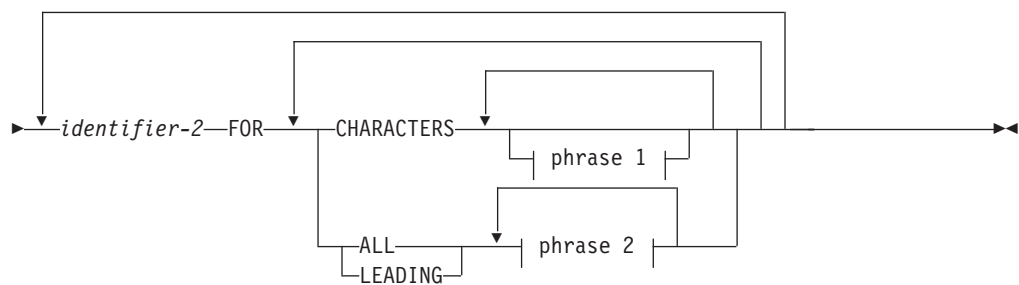 identifier-2 FOR CHARACTERS
phrase 1
ALL phrase 2
LEADING